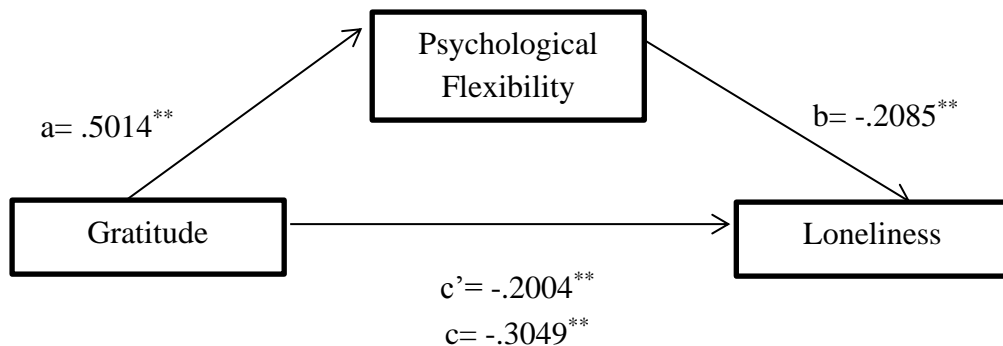 Psychological
Flexibility
a= .5014**
b= -.2085**
Gratitude
Loneliness
c’= -.2004**
c= -.3049**